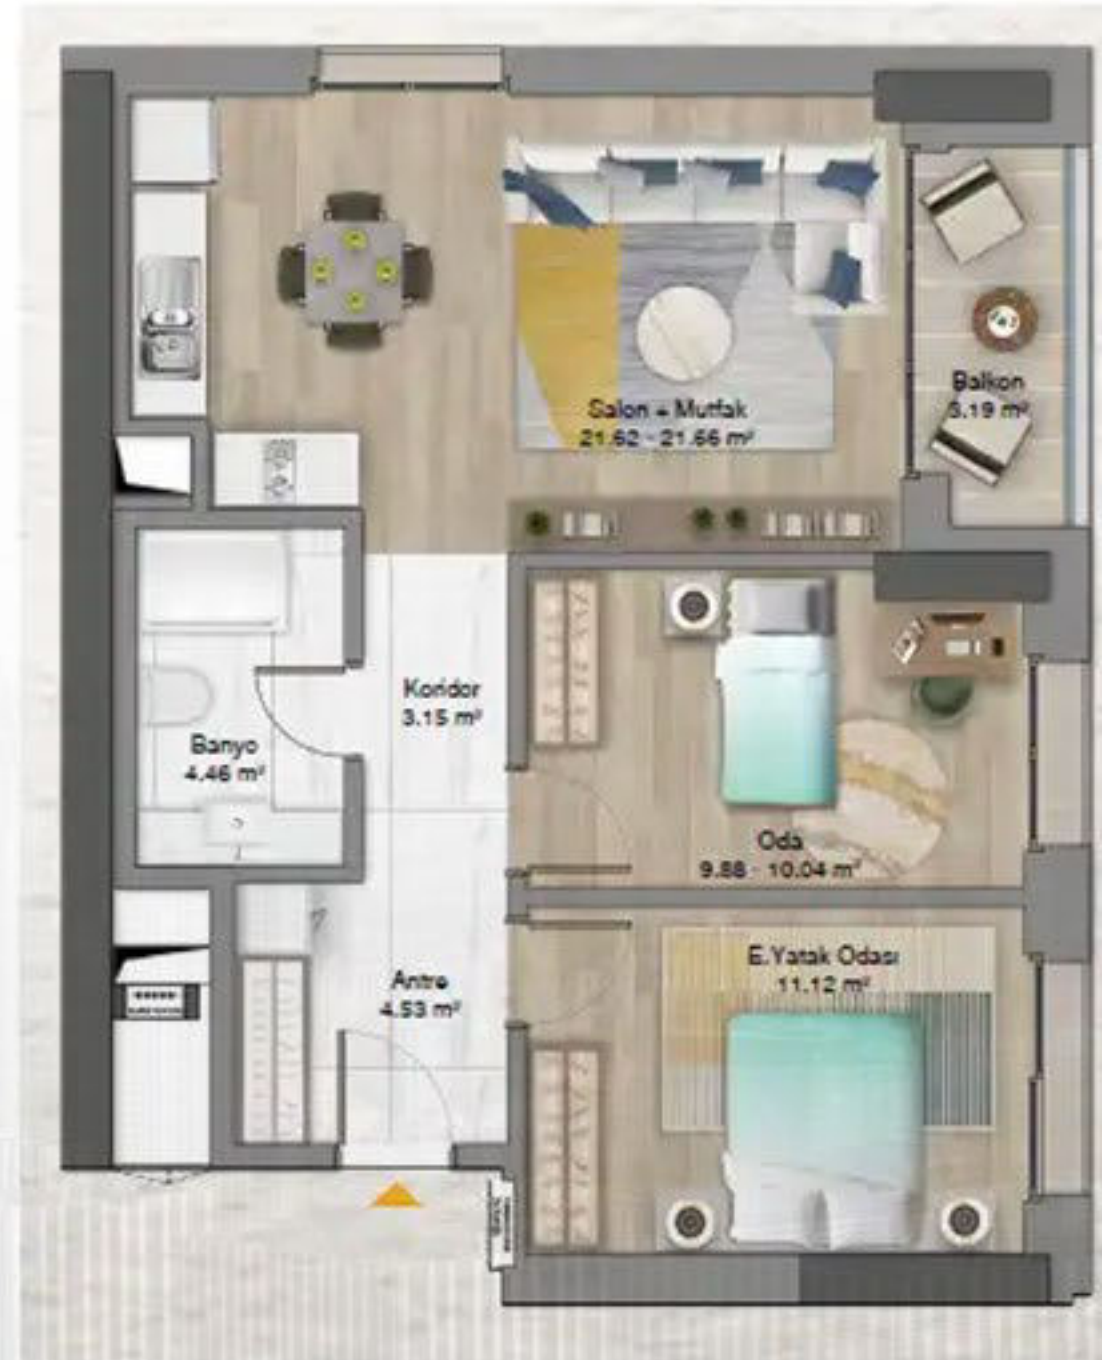 Balkon
3.19 m²
Salon + Mutfak
21.62 - 21.66 m²
Koridor
3.15 m²
Banyo
4.46 m²
Oda
9.88 - 10.04 m²
E.Yatak Odası
11.12 m²
Antre
4.53 m²